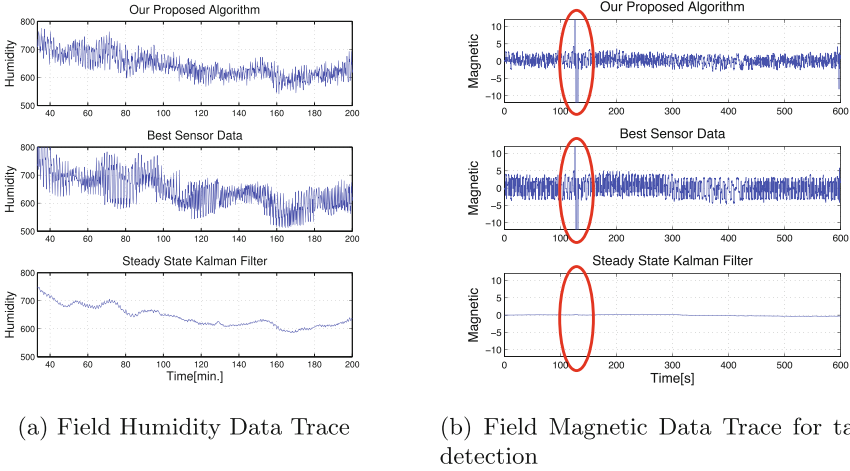 Our Proposed Algorithm
800
700
600
500
Humidity
40 60 80 100 120 140 160 180 200
Best Sensor Data
800
700
600
500
Humidity
40 60 80 100 120 140 160 180 200
Steady State Kalman Filter
800
700
600
500
Humidity
40 60 80 100 120 140 160 180 200
Time[min.]
(a) Field Humidity Data Trace
Our Proposed Algorithm
10
5
0
−5
−10
Magnetic
0 100 200 300 400 500 600
Best Sensor Data
10
5
0
−5
−10
Magnetic
0 100 200 300 400 500 600
Steady State Kalman Filter
10
5
0
−5
−10
Magnetic
0 100 200 300 400 500 600
Time[s]
(b) Field Magnetic Data Trace for ta
detection